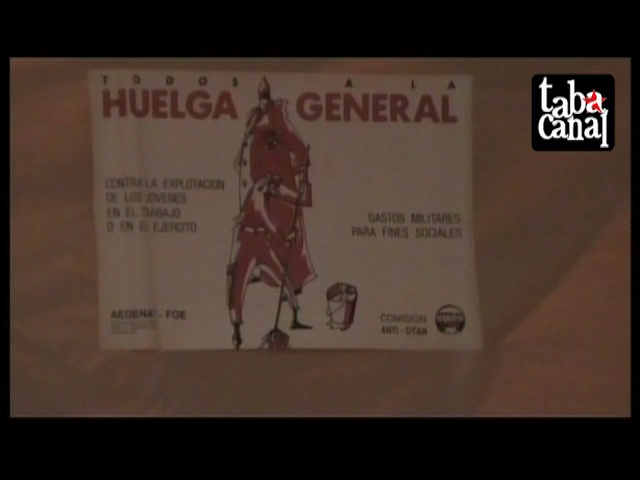 TODOS A LA
HUELGA GENERAL
CONTRA LA EXPLOTACION
DE LOS JOVENES
EN EL TRABAJO
O EN EL EJERCITO
GASTOS MILITARES
PARA FINES SOCIALES
AEDENAT - FOE
COMISION
ANTI-OTAN
taba
canal